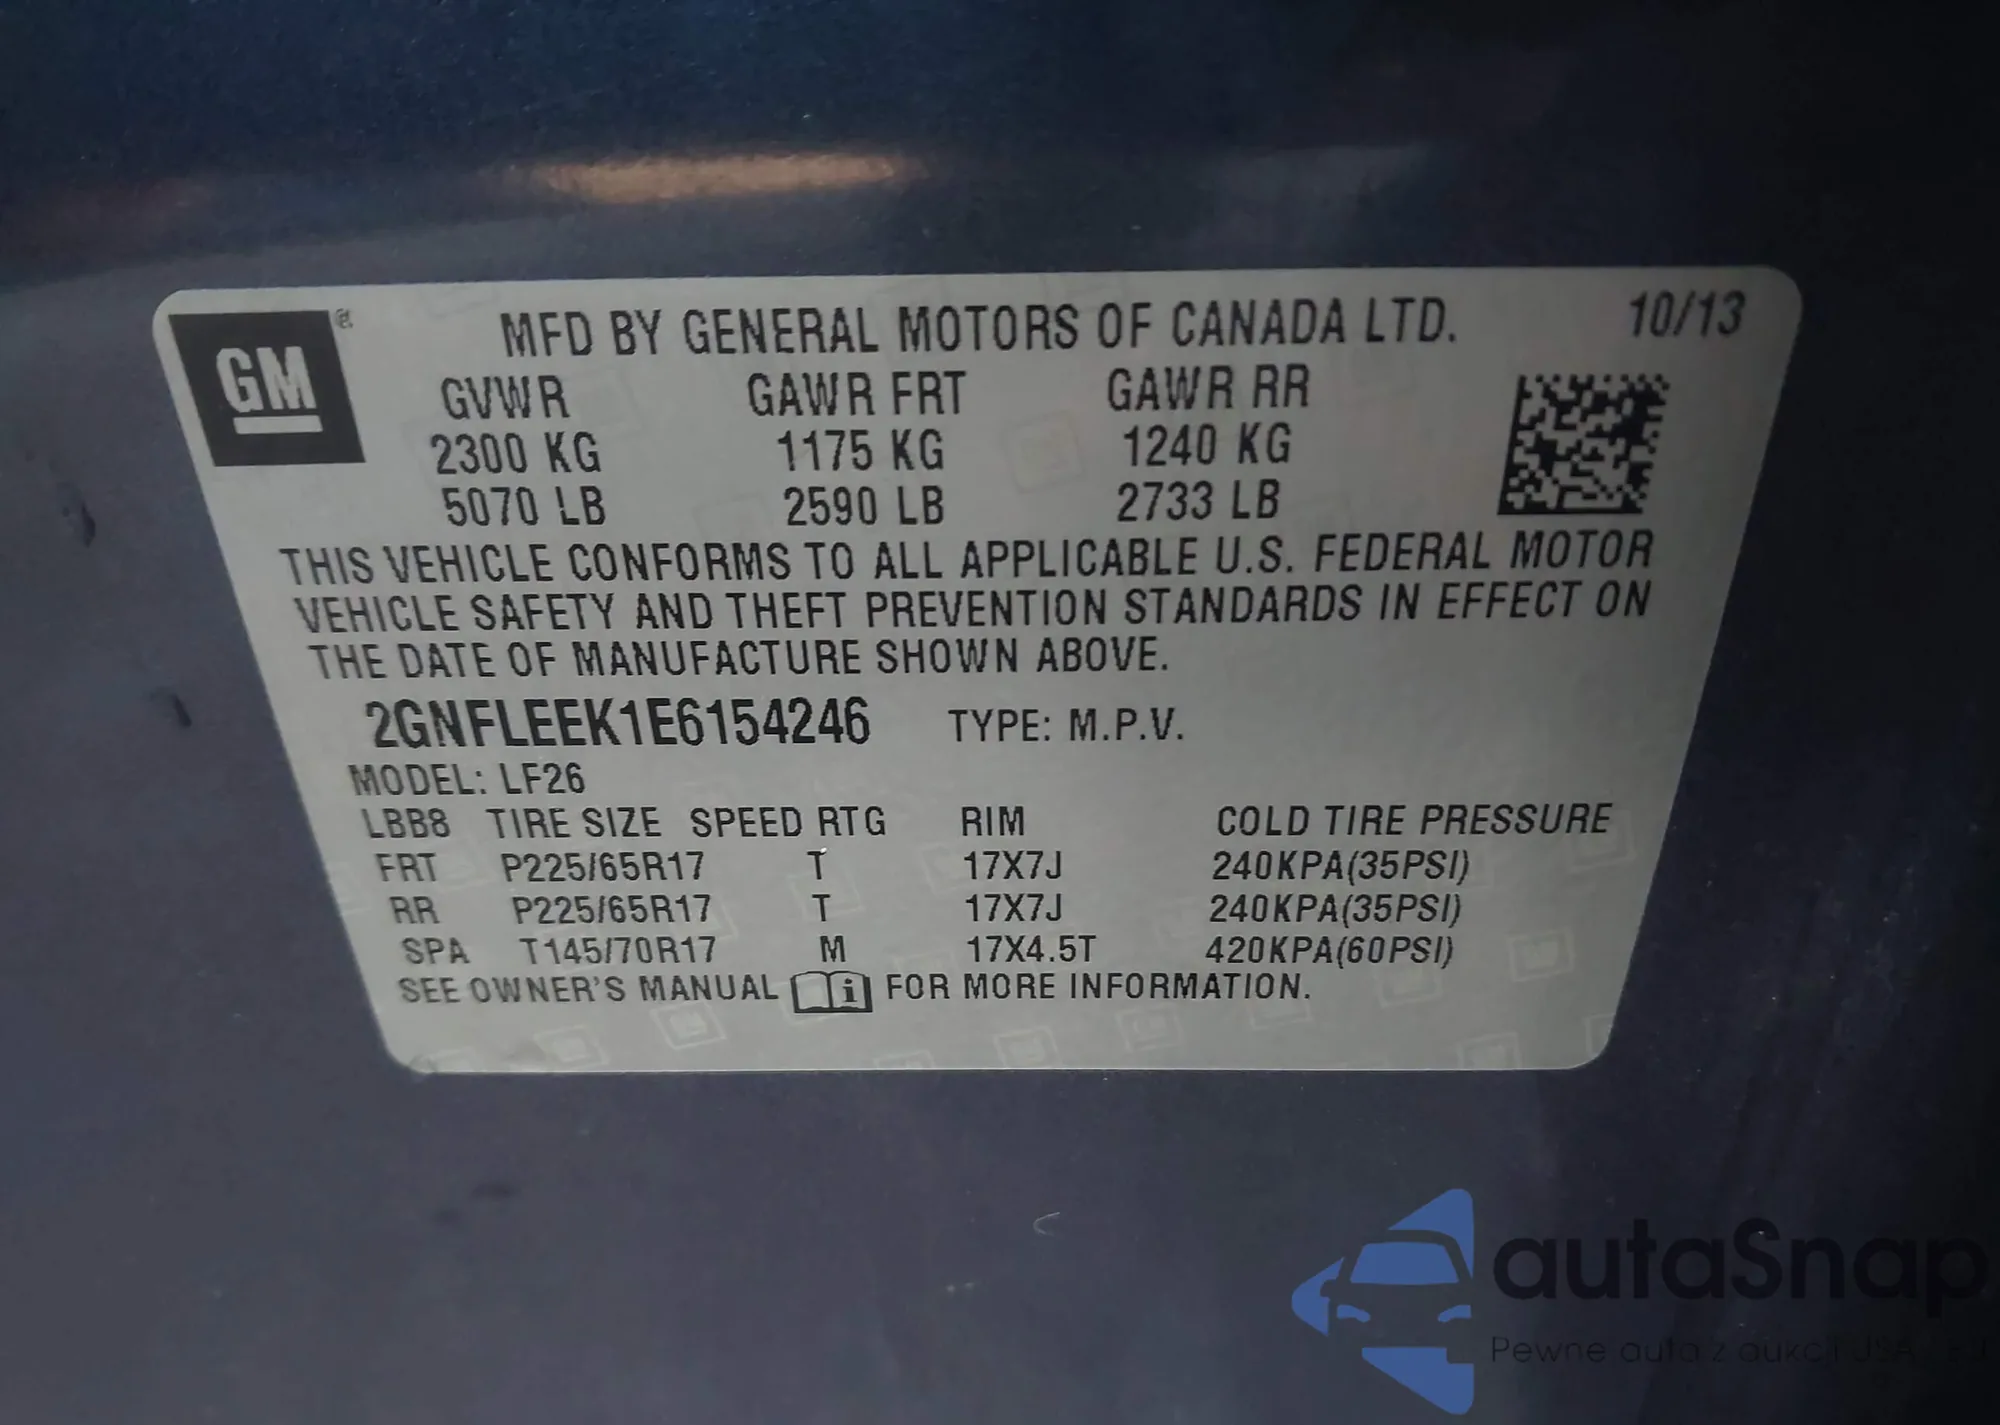 GM®
MFD BY GENERAL MOTORS OF CANADA LTD. 10/13
GVWR GAWR FRT GAWR RR
2300 KG 1175 KG 1240 KG
5070 LB 2590 LB 2733 LB
THIS VEHICLE CONFORMS TO ALL APPLICABLE U.S. FEDERAL MOTOR
VEHICLE SAFETY AND THEFT PREVENTION STANDARDS IN EFFECT ON
THE DATE OF MANUFACTURE SHOWN ABOVE.
2GNFLEEK1E6154246 TYPE: M.P.V.
MODEL: LF26
LBB8 TIRE SIZE SPEED RTG RIM COLD TIRE PRESSURE
FRT P225/65R17 T 17X7J 240KPA(35PSI)
RR P225/65R17 T 17X7J 240KPA(35PSI)
SPA T145/70R17 M 17X4.5T 420KPA(60PSI)
SEE OWNER'S MANUAL i FOR MORE INFORMATION.
autaSnap
Pewne auta z aukcji USA